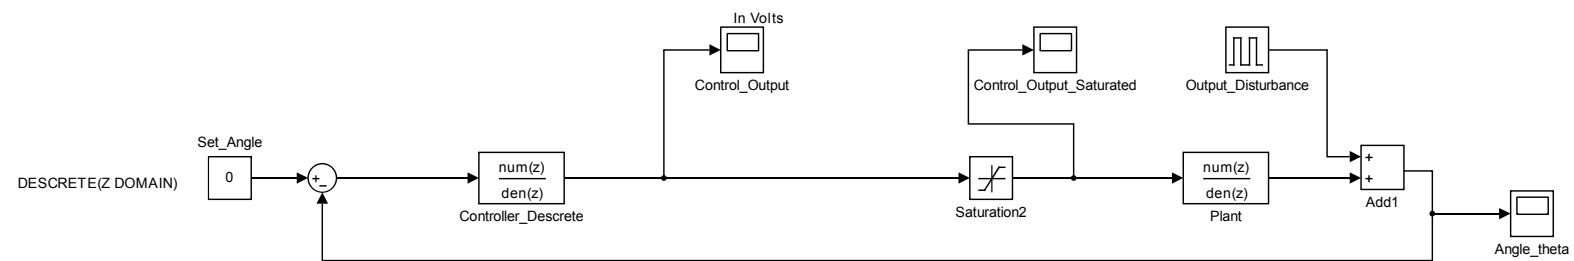 In Volts
Control_Output
Control_Output_Saturated
Output_Disturbance
Set_Angle
DESCRETE(Z DOMAIN)
0
+
−
num(z)
den(z)
Controller_Descrete
Saturation2
num(z)
den(z)
Plant
+
+
Add1
Angle_theta